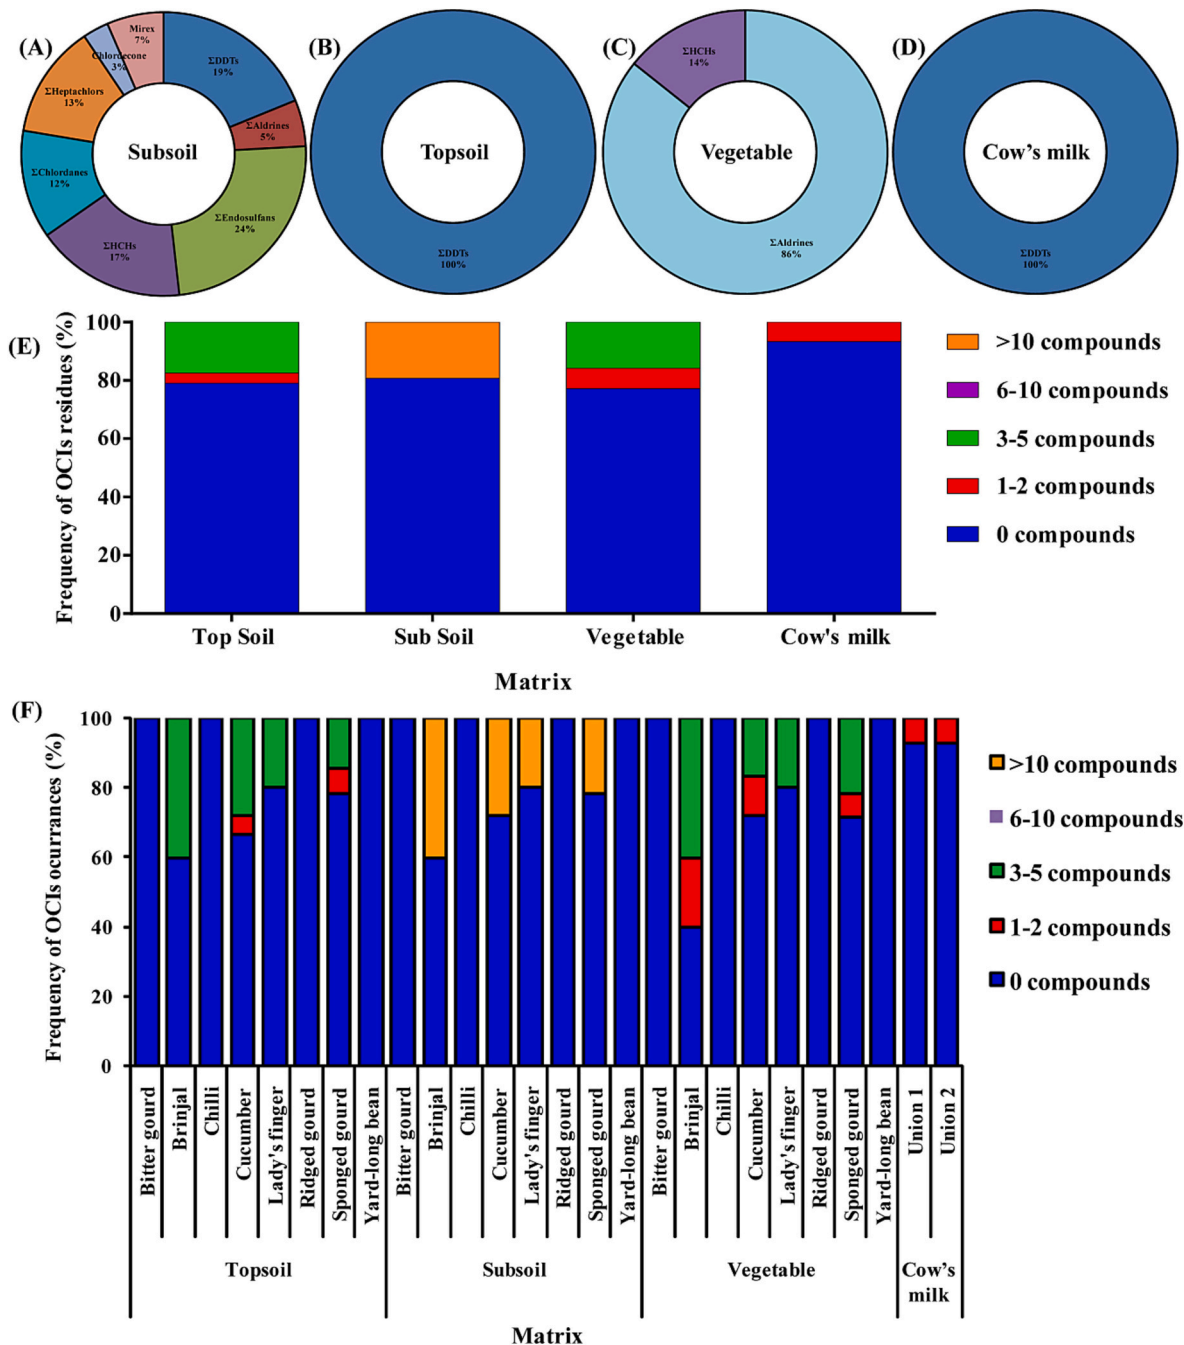 (A)
Mirex
7%
Chlordecone
3%
ΣDDTs
19%
ΣHeptachlors
13%
ΣAldrines
5%
Subsoil
ΣChlordanes
12%
ΣEndosulfans
24%
ΣHCHs
17%
(B)
Topsoil
ΣDDTs
100%
(C)
ΣHCHs
14%
Vegetable
ΣAldrines
86%
(D)
Cow's milk
ΣDDTs
100%
(E)
Frequency of OCIs residues (%)
100
80
60
40
20
0
Top Soil
Sub Soil
Vegetable
Cow's milk
Matrix
>10 compounds
6-10 compounds
3-5 compounds
1-2 compounds
0 compounds
(F)
Frequency of OCIs ocurrances (%)
100
80
60
40
20
0
Bitter gourd
Brinjal
Chilli
Cucumber
Lady's finger
Ridged gourd
Sponged gourd
Yard-long bean
Bitter gourd
Brinjal
Chilli
Cucumber
Lady's finger
Ridged gourd
Sponged gourd
Yard-long bean
Bitter gourd
Brinjal
Chilli
Cucumber
Lady's finger
Ridged gourd
Sponged gourd
Yard-long bean
Union 1
Union 2
Topsoil
Subsoil
Vegetable
Cow's
milk
Matrix
>10 compounds
6-10 compounds
3-5 compounds
1-2 compounds
0 compounds